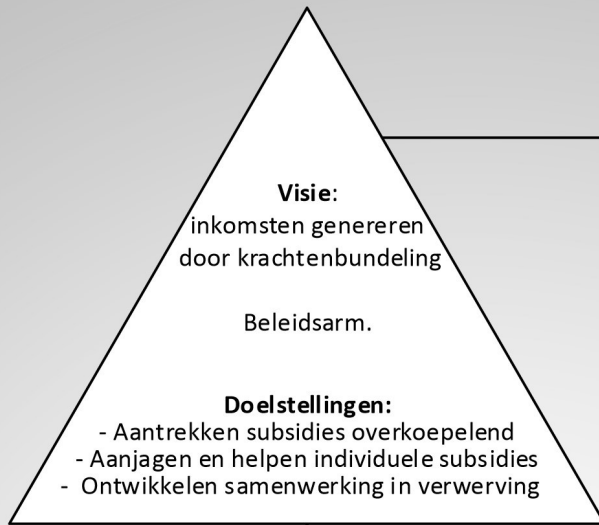 Visie:
inkomsten genereren
door krachtenbundeling
Beleidsarm.
Doelstellingen:
- Aantrekken subsidies overkoepelend
- Aanjagen en helpen individuele subsidies
- Ontwikkelen samenwerking in verwerving